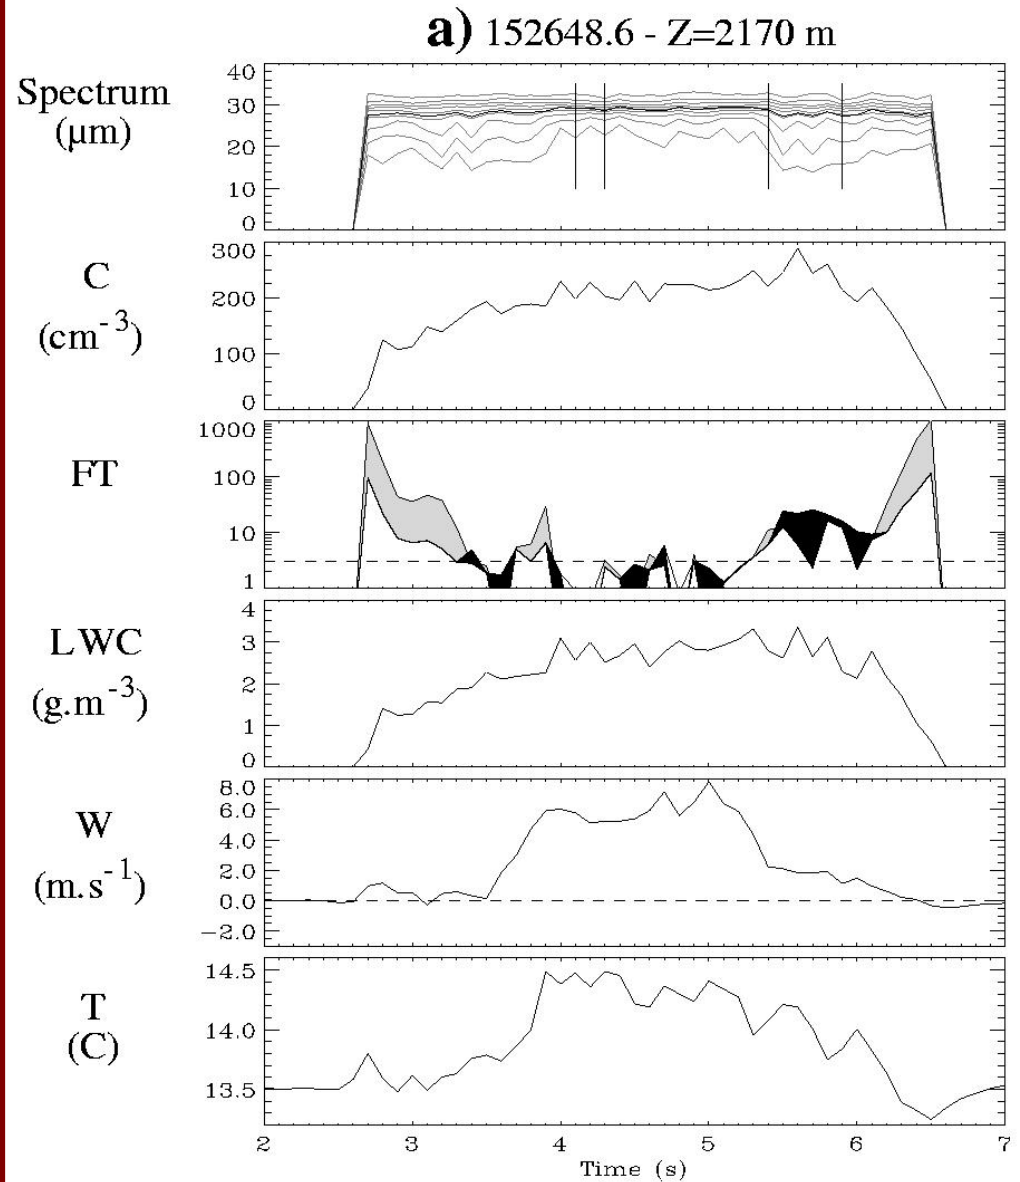 a) 152648.6 - Z=2170 m
Spectrum
(µm)
40
30
20
10
0
C
(cm-3)
300
200
100
0
FT
1000
100
10
1
LWC
(g.m-3)
4
3
2
1
0
W
(m.s-1)
8.0
6.0
4.0
2.0
0.0
−2.0
T
(C)
14.5
14.0
13.5
2 3 4 5 6 7
Time (s)